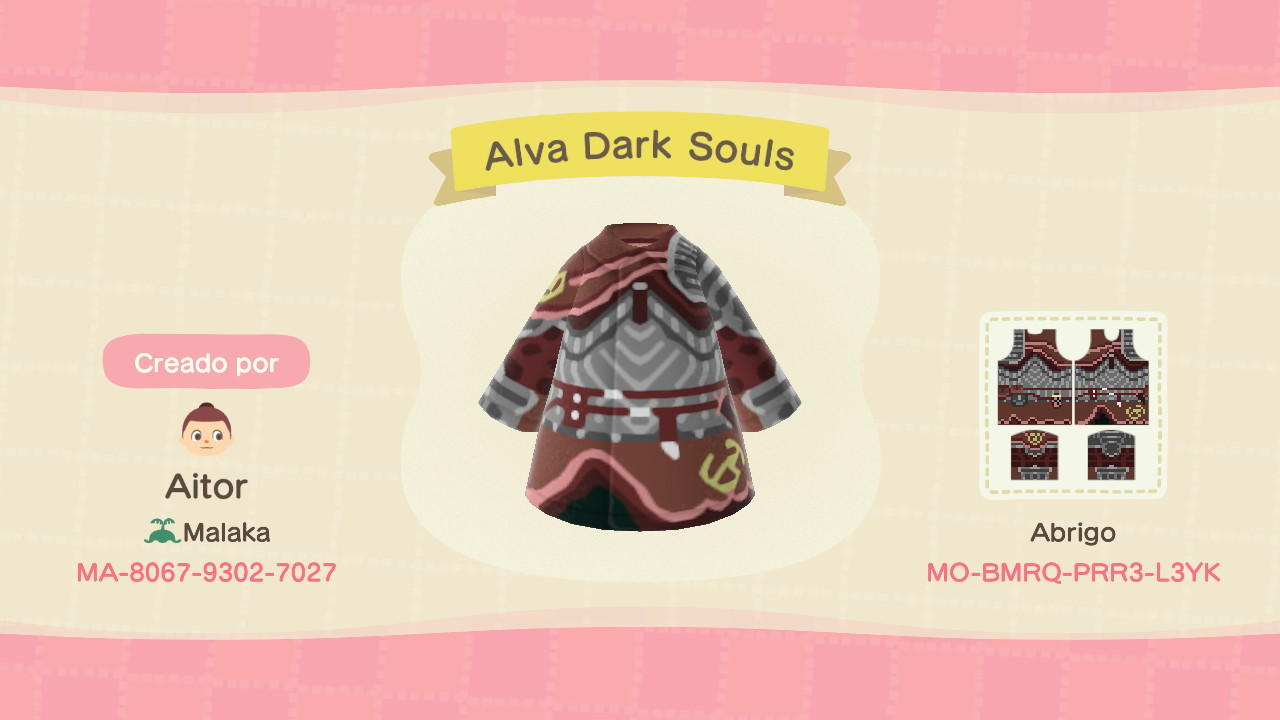 Alva Dark Souls
Creado por
Aitor
Malaka
MA-8067-9302-7027
Abrigo
MO-BMRQ-PRR3-L3YK